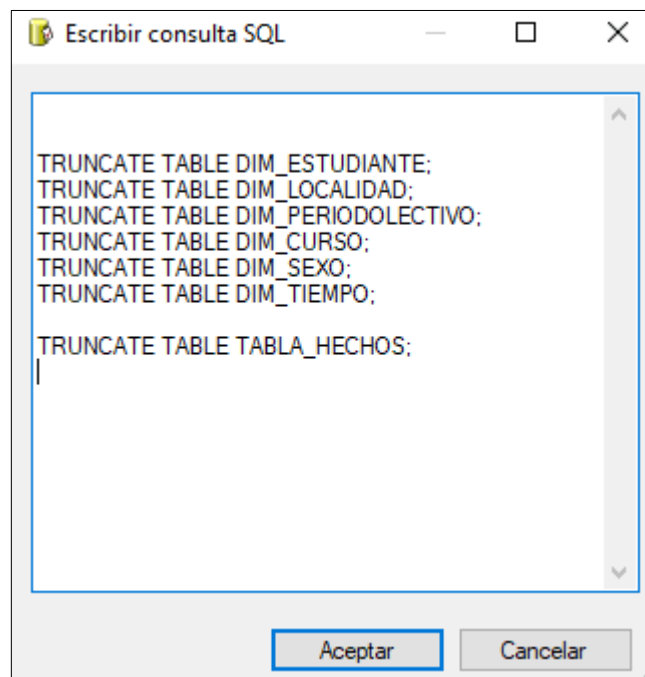 Escribir consulta SQL
TRUNCATE TABLE DIM_ESTUDIANTE;
TRUNCATE TABLE DIM_LOCALIDAD;
TRUNCATE TABLE DIM_PERIODOLECTIVO;
TRUNCATE TABLE DIM_CURSO;
TRUNCATE TABLE DIM_SEXO;
TRUNCATE TABLE DIM_TIEMPO;
TRUNCATE TABLE TABLA_HECHOS;
Aceptar Cancelar